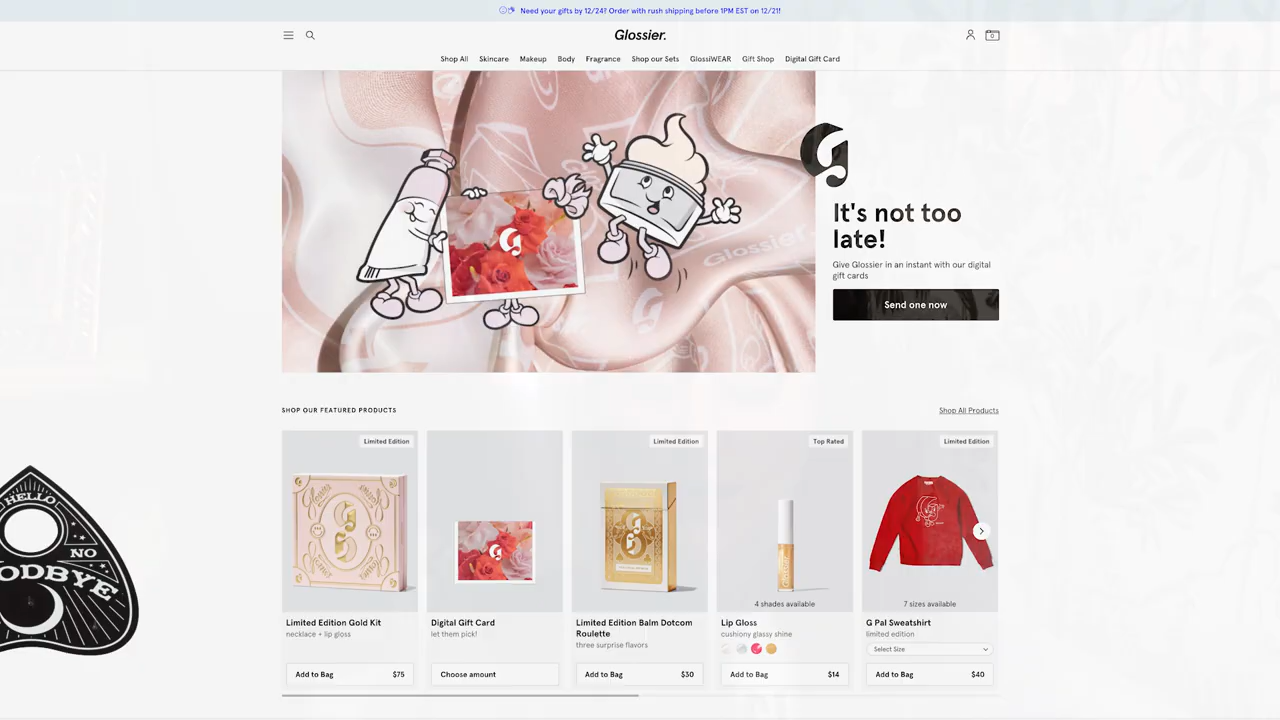 Need your gifts by 12/24? Order with rush shipping before 1PM EST on 12/21!
Glossier.
0
Shop All Skincare Makeup Body Fragrance Shop our Sets GlossiWEAR Gift Shop Digital Gift Card
Glossier
It's not too
late!
Give Glossier in an instant with our digital
gift cards
Send one now
SHOP OUR FEATURED PRODUCTS
Shop All Products
Limited Edition
Limited Edition
Top Rated
Limited Edition
HELLO
NO
ODBYE
4 shades available
7 sizes available
Limited Edition Gold Kit
necklace + lip gloss
Digital Gift Card
let them pick!
Limited Edition Balm Dotcom
Roulette
three surprise flavors
Lip Gloss
cushiony glassy shine
G Pal Sweatshirt
limited edition
Select Size
Add to Bag $75
Choose amount
Add to Bag $30
Add to Bag $14
Add to Bag $40